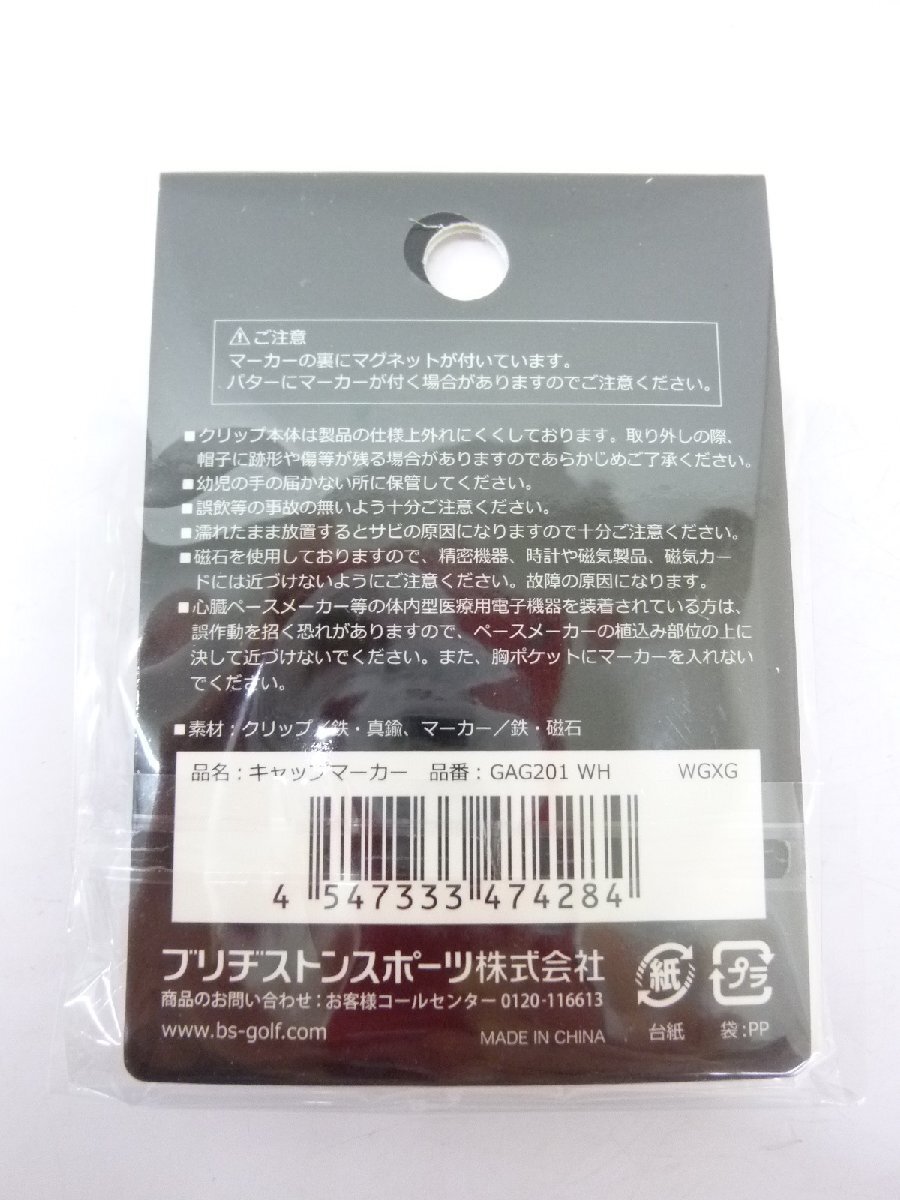 ⚠ご注意
マーカーの裏にマグネットが付いています。
パターにマーカーが付く場合がありますのでご注意ください。
■クリップ本体は製品の仕様上外れにくくしております。取り外しの際、
帽子に跡形や傷等が残る場合がありますのであらかじめご了承ください。
■幼児の手の届かない所に保管してください。
■誤飲等の事故の無いよう十分ご注意ください。
■濡れたまま放置するとサビの原因になりますので十分ご注意ください。
■磁石を使用しておりますので、精密機器、時計や磁気製品、磁気カー
ドには近づけないようにご注意ください。故障の原因になります。
■心臓ペースメーカー等の体内型医療用電子機器を装着されている方は、
誤作動を招く恐れがありますので、ペースメーカーの植込み部位の上に
決して近づけないでください。また、胸ポケットにマーカーを入れない
でください。
■素材：クリップ／鉄・真鍮、マーカー／鉄・磁石
品名：キャップマーカー 品番：GAG201 WH WGXG
4 547333 474284
ブリヂストンスポーツ株式会社
商品のお問い合わせ：お客様コールセンター 0120-116613
www.bs-golf.com
MADE IN CHINA
紙
台紙
プラ
袋：PP